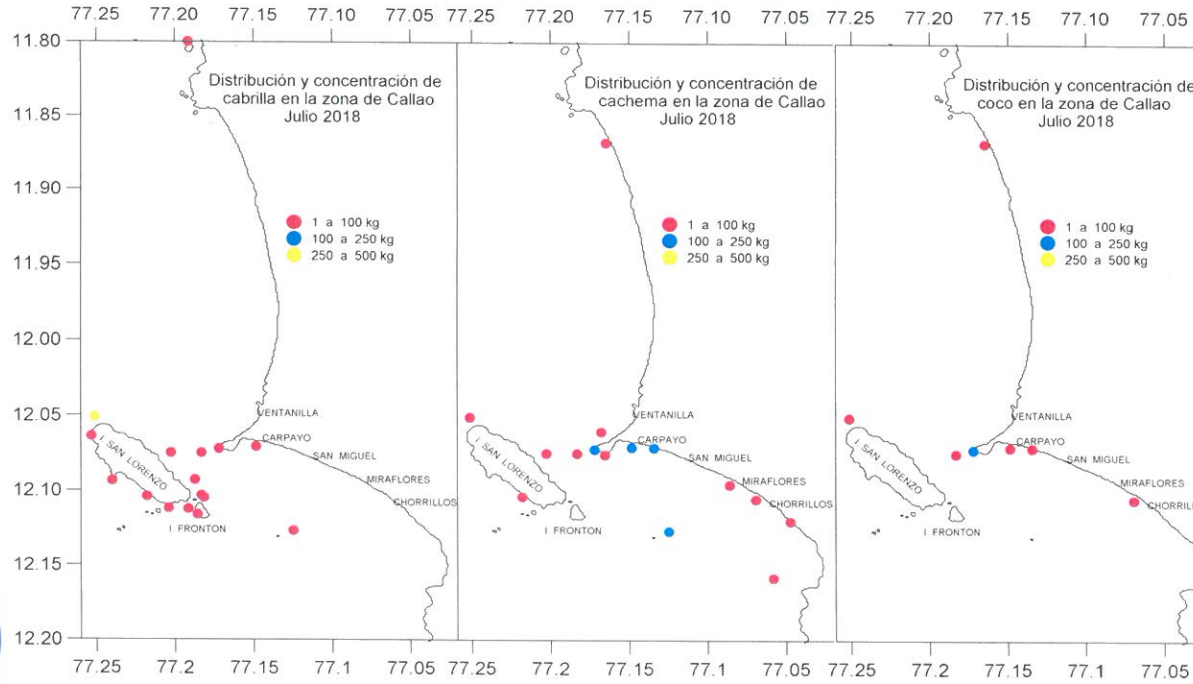 77.25 77.2 77.15 77.1 77.05 77.25 77.2 77.15 77.1 77.05 77.25 77.2 77.15 77.1 77.05
11.80
11.85
11.90
11.95
12.00
12.05
12.10
12.15
12.20
Distribución y concentración de
cabrilla en la zona de Callao
Julio 2018
1 a 100 kg
100 a 250 kg
250 a 500 kg
VENTANILLA
CARPAYO
SAN MIGUEL
MIRAFLORES
CHORRILLOS
I SAN LORENZO
I FRONTON
Distribución y concentración de
cachema en la zona de Callao
Julio 2018
1 a 100 kg
100 a 250 kg
250 a 500 kg
VENTANILLA
CARPAYO
SAN MIGUEL
MIRAFLORES
CHORRILLOS
I SAN LORENZO
I FRONTON
Distribución y concentración de
coco en la zona de Callao
Julio 2018
1 a 100 kg
100 a 250 kg
250 a 500 kg
VENTANILLA
CARPAYO
SAN MIGUEL
MIRAFLORES
CHORRILL
I SAN LORENZO
I FRONTON
77.25 77.2 77.15 77.1 77.05 77.25 77.2 77.15 77.1 77.05 77.25 77.2 77.15 77.1 77.05